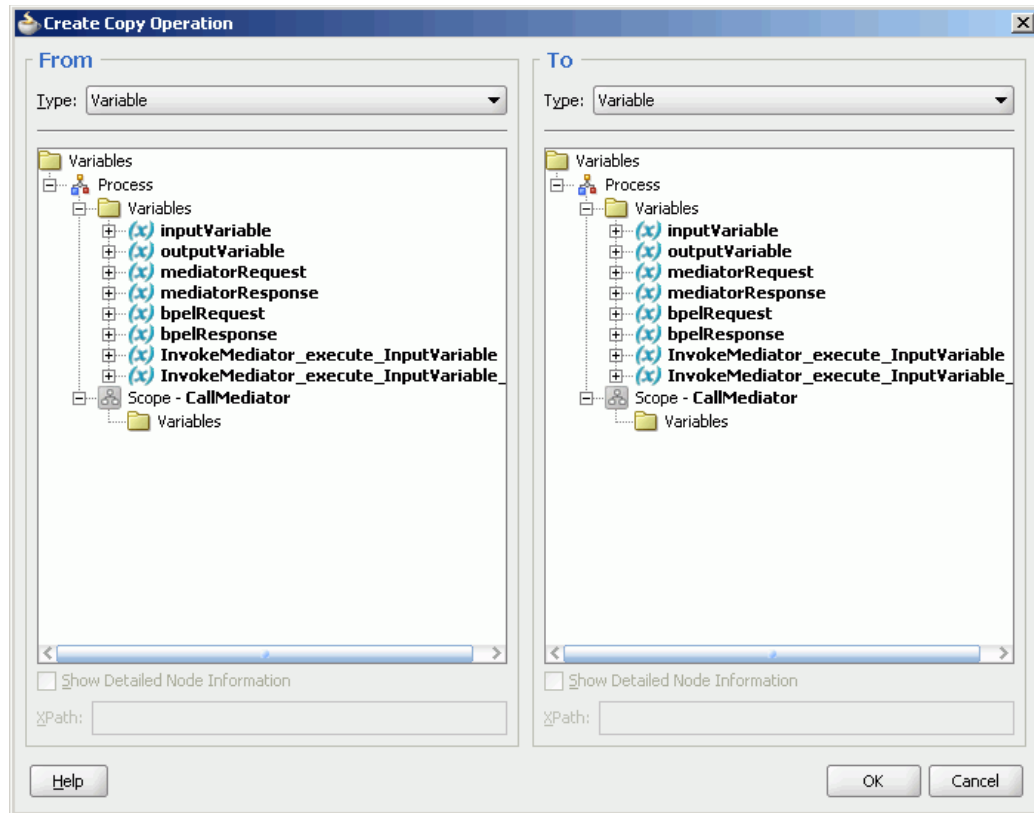 Create Copy Operation
From
Type: Variable
Variables
Process
Variables
inputVariable
outputVariable
mediatorRequest
mediatorResponse
bpelRequest
bpelResponse
InvokeMediator_execute_InputVariable
InvokeMediator_execute_InputVariable_
Scope - CallMediator
Variables
Show Detailed Node Information
XPath:
To
Type: Variable
Variables
Process
Variables
inputVariable
outputVariable
mediatorRequest
mediatorResponse
bpelRequest
bpelResponse
InvokeMediator_execute_InputVariable
InvokeMediator_execute_InputVariable_
Scope - CallMediator
Variables
Show Detailed Node Information
XPath:
Help
OK
Cancel